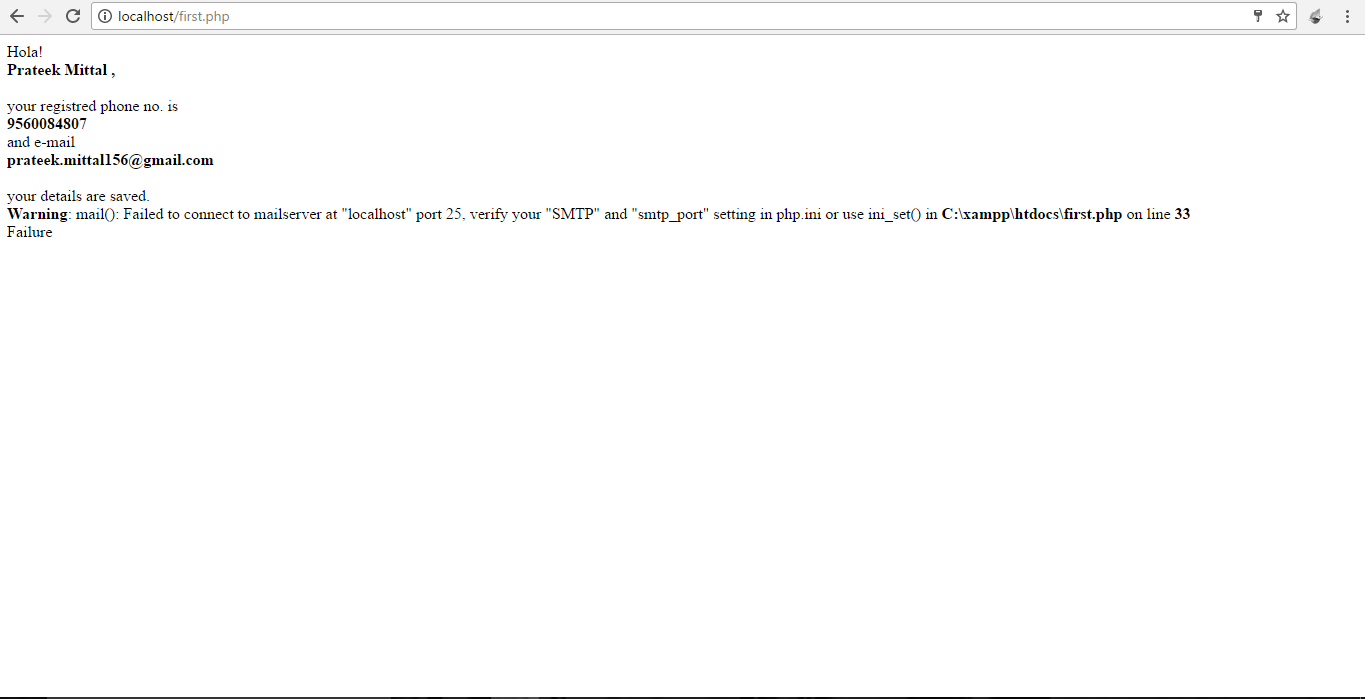 localhost/first.php
Hola!
Prateek Mittal ,
your registred phone no. is
9560084807
and e-mail
prateek.mittal156@gmail.com
your details are saved.
Warning: mail(): Failed to connect to mailserver at "localhost" port 25, verify your "SMTP" and "smtp_port" setting in php.ini or use ini_set() in C:\xampp\htdocs\first.php on line 33
Failure